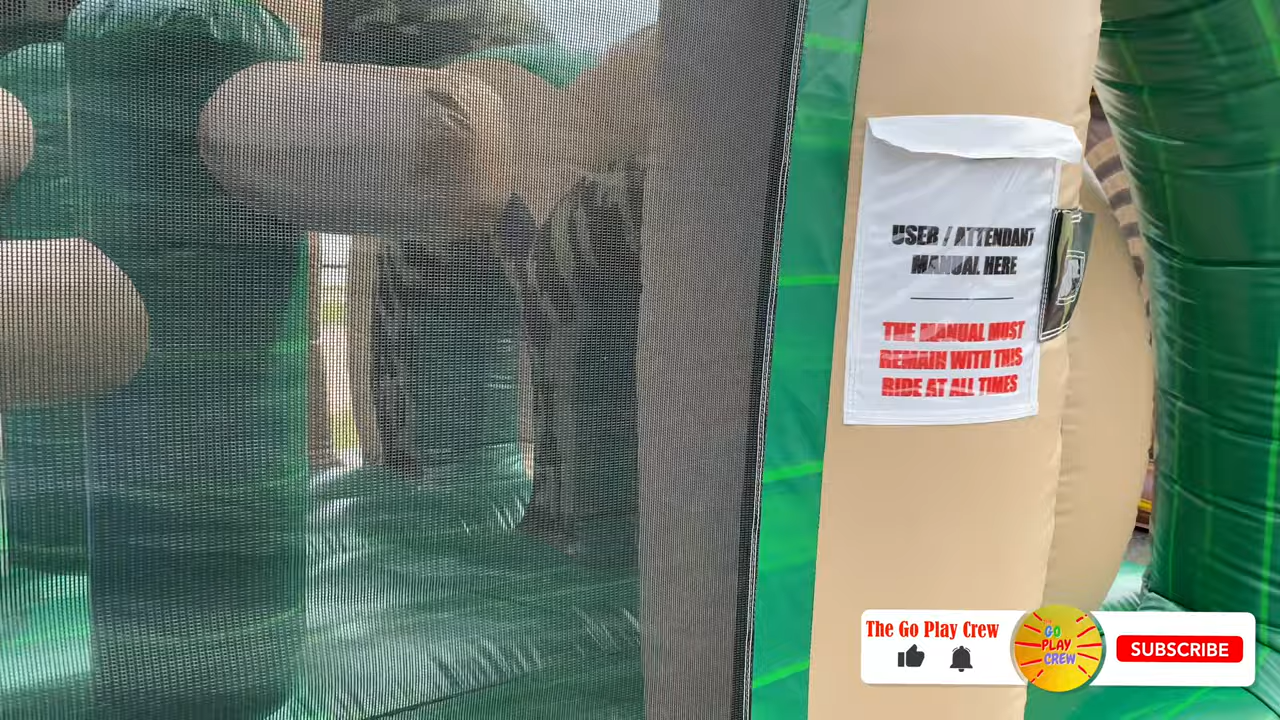 USER / ATTENDANT
MANUAL HERE
THE MANUAL MUST
REMAIN WITH THIS
RIDE AT ALL TIMES
The Go Play Crew
GO
PLAY
CREW
SUBSCRIBE